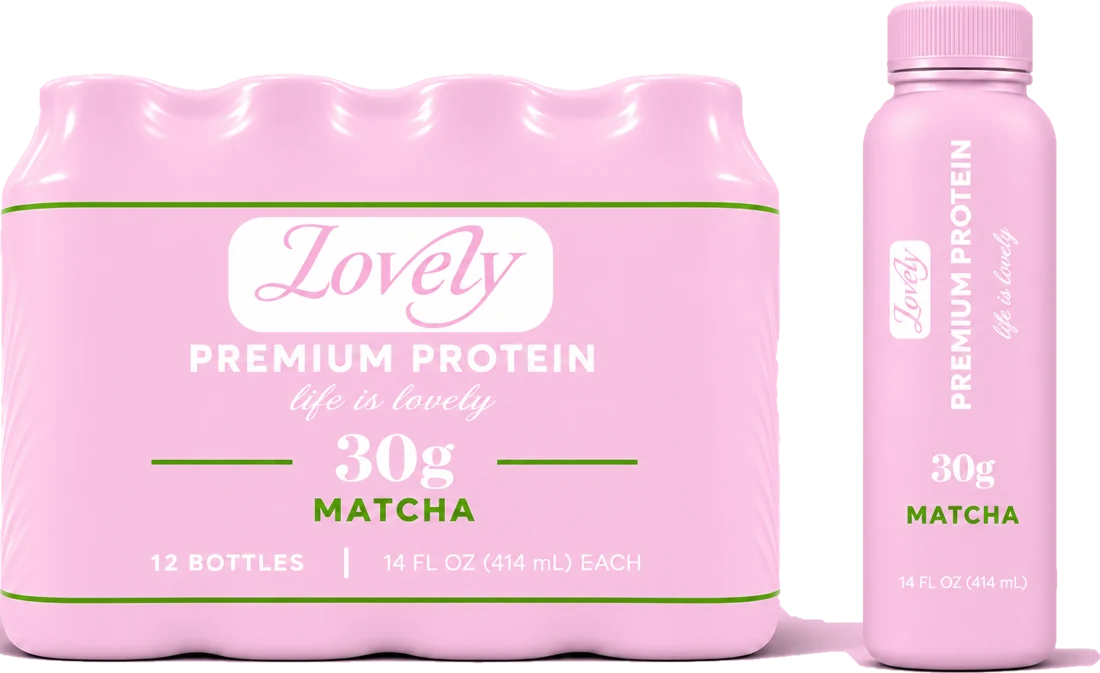 Lovely
PREMIUM PROTEIN
life is lovely
30g
MATCHA
12 BOTTLES | 14 FL OZ (414 mL) EACH
Lovely
PREMIUM PROTEIN
life is lovely
30g
MATCHA
14 FL OZ (414 mL)